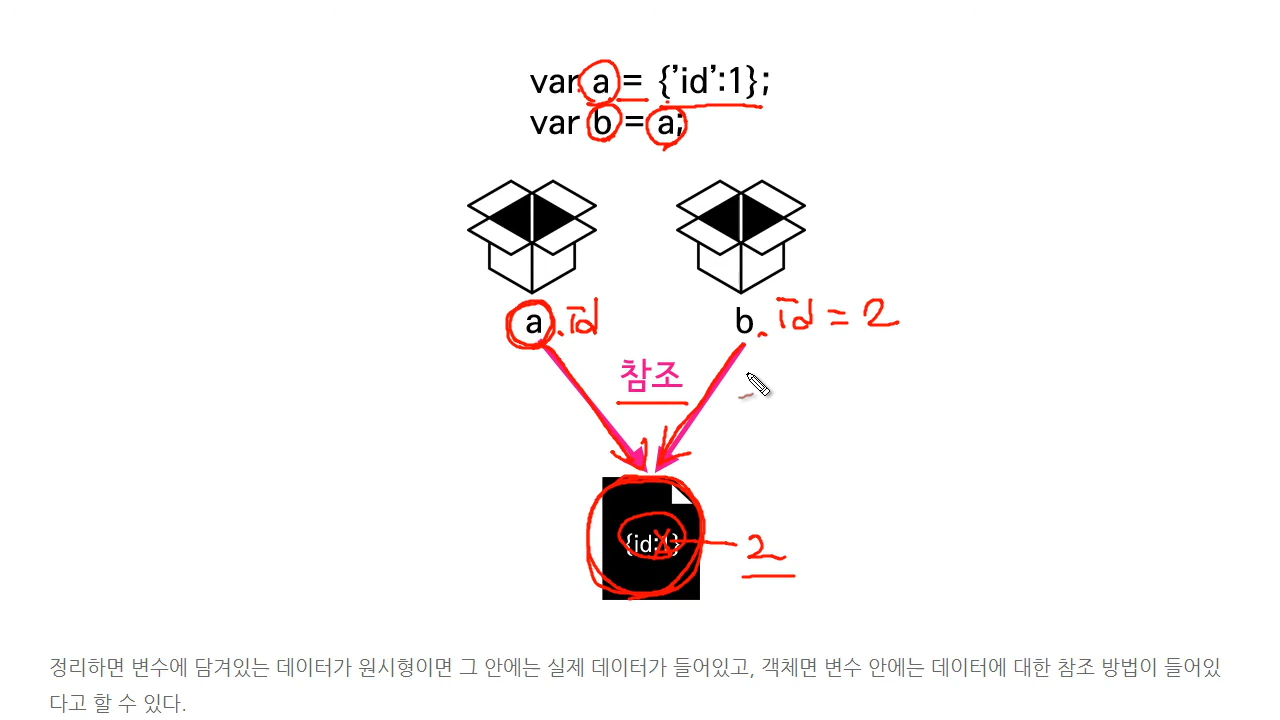 var a = {’id’:1};
var b = a;
a .id
b .id = 2
참조
{id:1} 2
정리하면 변수에 담겨있는 데이터가 원시형이면 그 안에는 실제 데이터가 들어있고, 객체면 변수 안에는 데이터에 대한 참조 방법이 들어있
다고 할 수 있다.